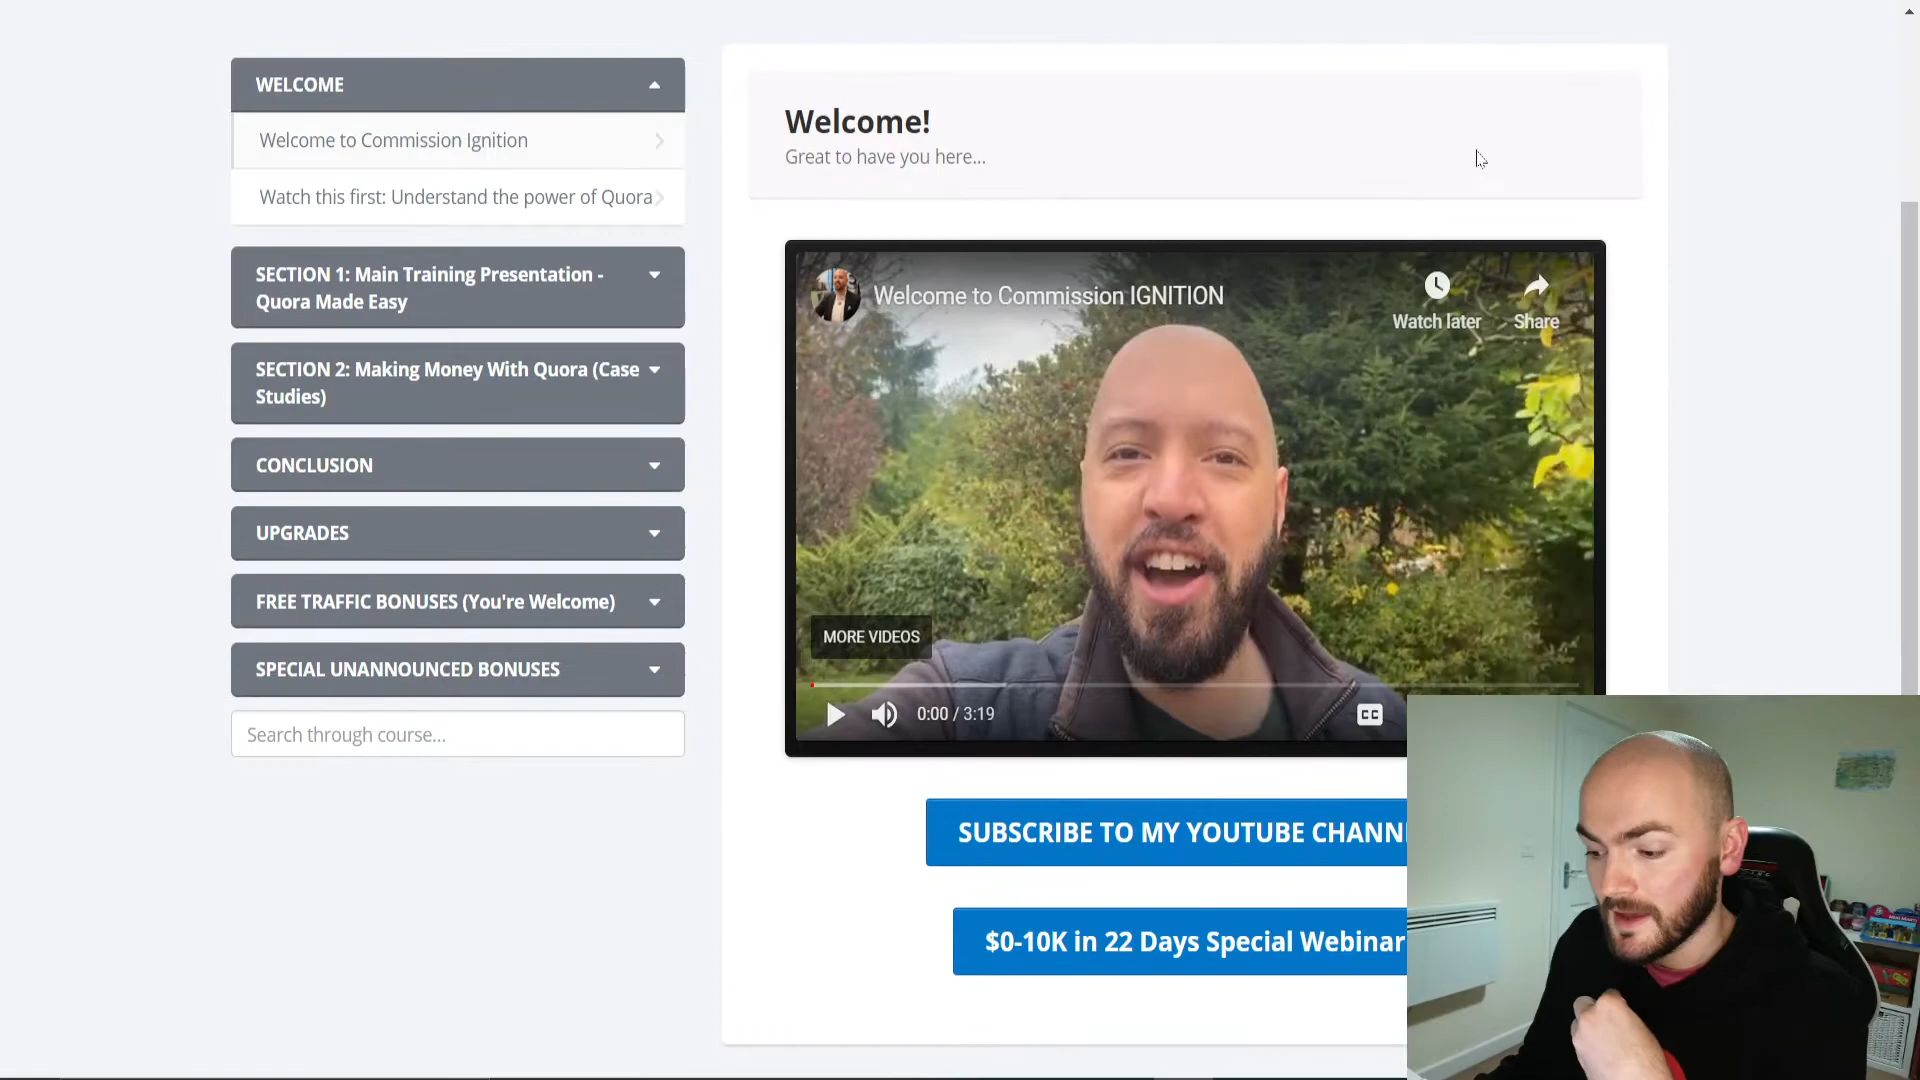 WELCOME
Welcome to Commission Ignition
Watch this first: Understand the power of Quora
SECTION 1: Main Training Presentation -
Quora Made Easy
SECTION 2: Making Money With Quora (Case
Studies)
CONCLUSION
UPGRADES
FREE TRAFFIC BONUSES (You're Welcome)
SPECIAL UNANNOUNCED BONUSES
Search through course...
Welcome!
Great to have you here...
Welcome to Commission IGNITION
Watch later
Share
MORE VIDEOS
0:00 / 3:19
CC
SUBSCRIBE TO MY YOUTUBE
$0-10K in 22 Days Special Webinar